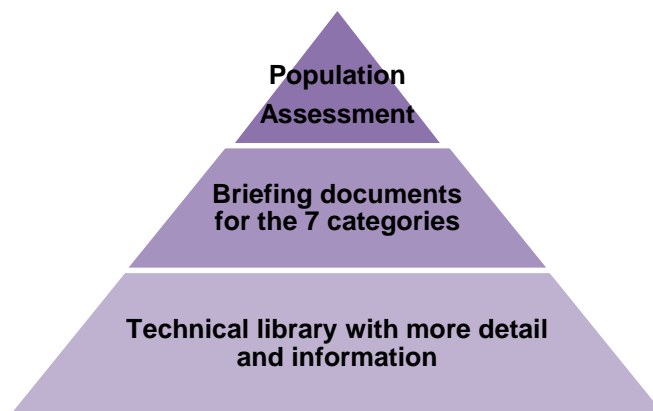 Population
Assessment
Briefing documents
for the 7 categories
Technical library with more detail
and information